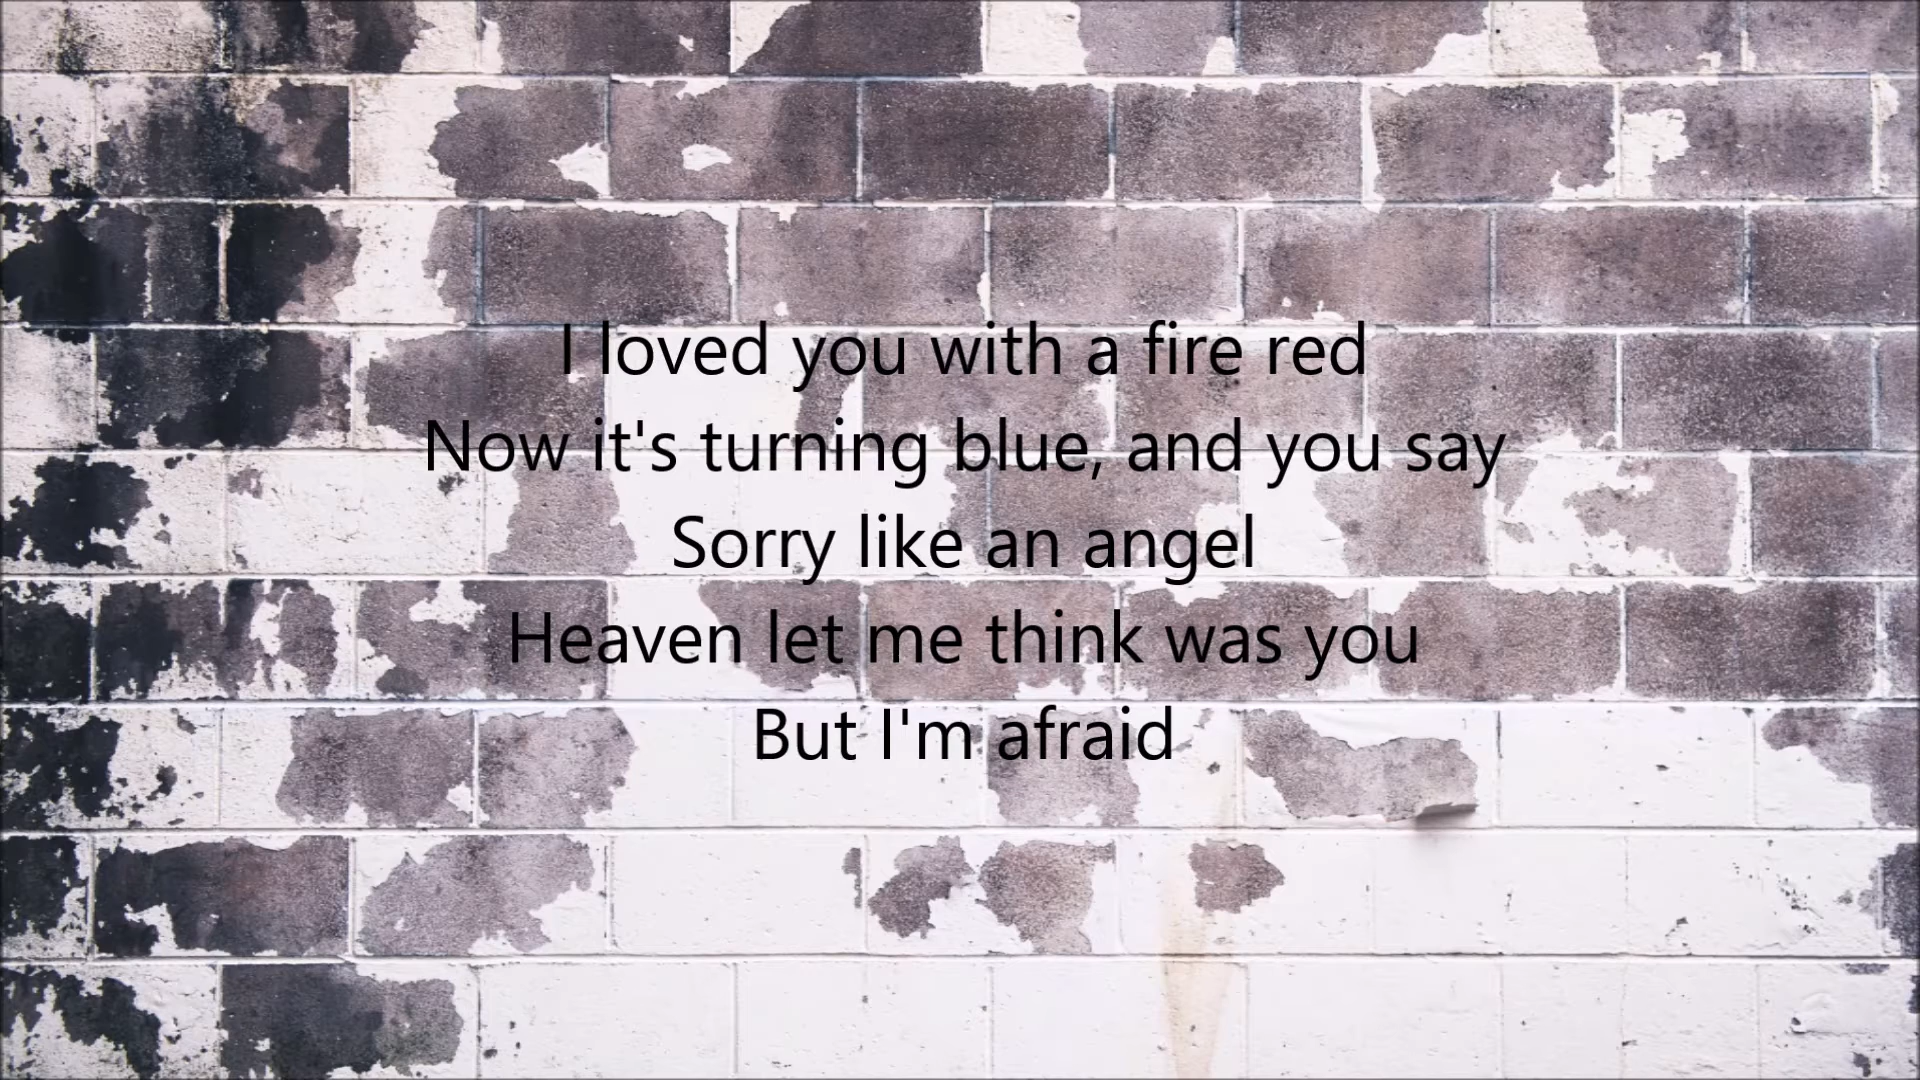 I loved you with a fire red
Now it's turning blue, and you say
Sorry like an angel
Heaven let me think was you
But I'm afraid